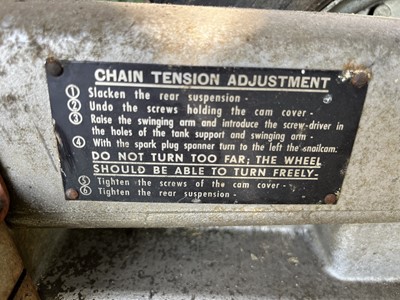 CHAIN TENSION ADJUSTMENT
① Slacken the rear suspension -
② Undo the screws holding the cam cover -
③ Raise the swinging arm and introduce the screw-driver in
the holes of the tank support and swinging arm -
④ With the spark plug spanner turn to the left the snailcam.
DO NOT TURN TOO FAR; THE WHEEL
SHOULD BE ABLE TO TURN FREELY-
⑤ Tighten the screws of the cam cover -
⑥ Tighten the rear suspension -